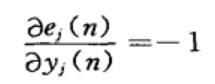 ∂e_j(n)/∂y_j(n) = −1